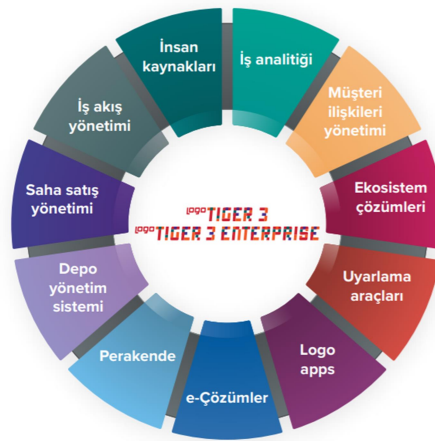 İnsan
kaynakları
İş analitiği
Müşteri
ilişkileri
yönetimi
Ekosistem
çözümleri
Uyarlama
araçları
Logo
apps
e-Çözümler
Perakende
Depo
yönetim
sistemi
Saha satış
yönetimi
İş akış
yönetimi
LOGO TIGER 3
LOGO TIGER 3 ENTERPRISE